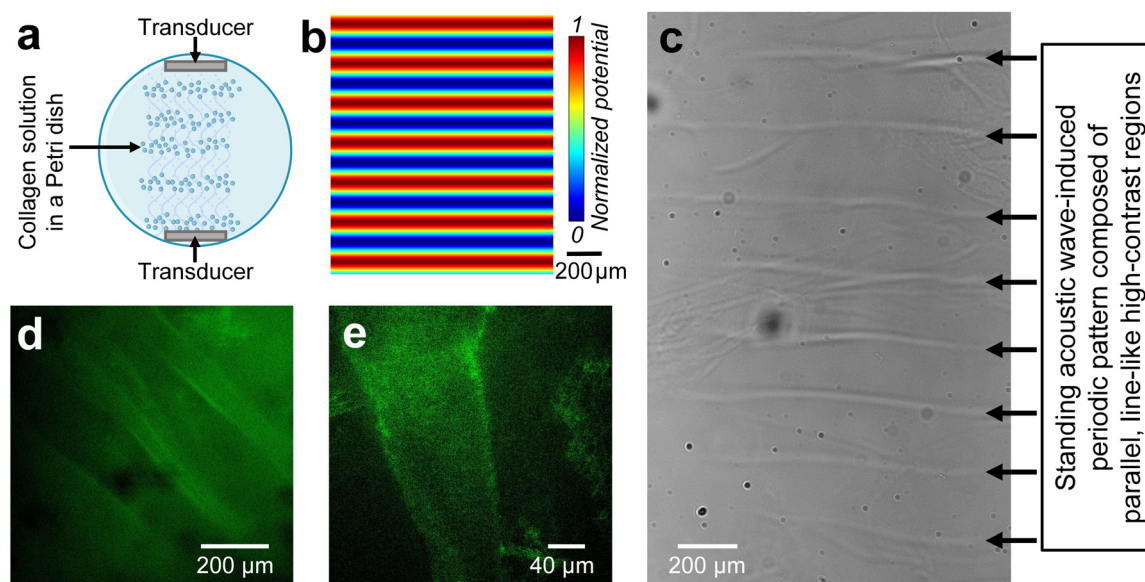 a
Transducer
Collagen solution
in a Petri dish
Transducer
b
1
Normalized potential
0
200 μm
c
200 μm
Standing acoustic wave-induced
periodic pattern composed of
parallel, line-like high-contrast regions
d
200 μm
e
40 μm